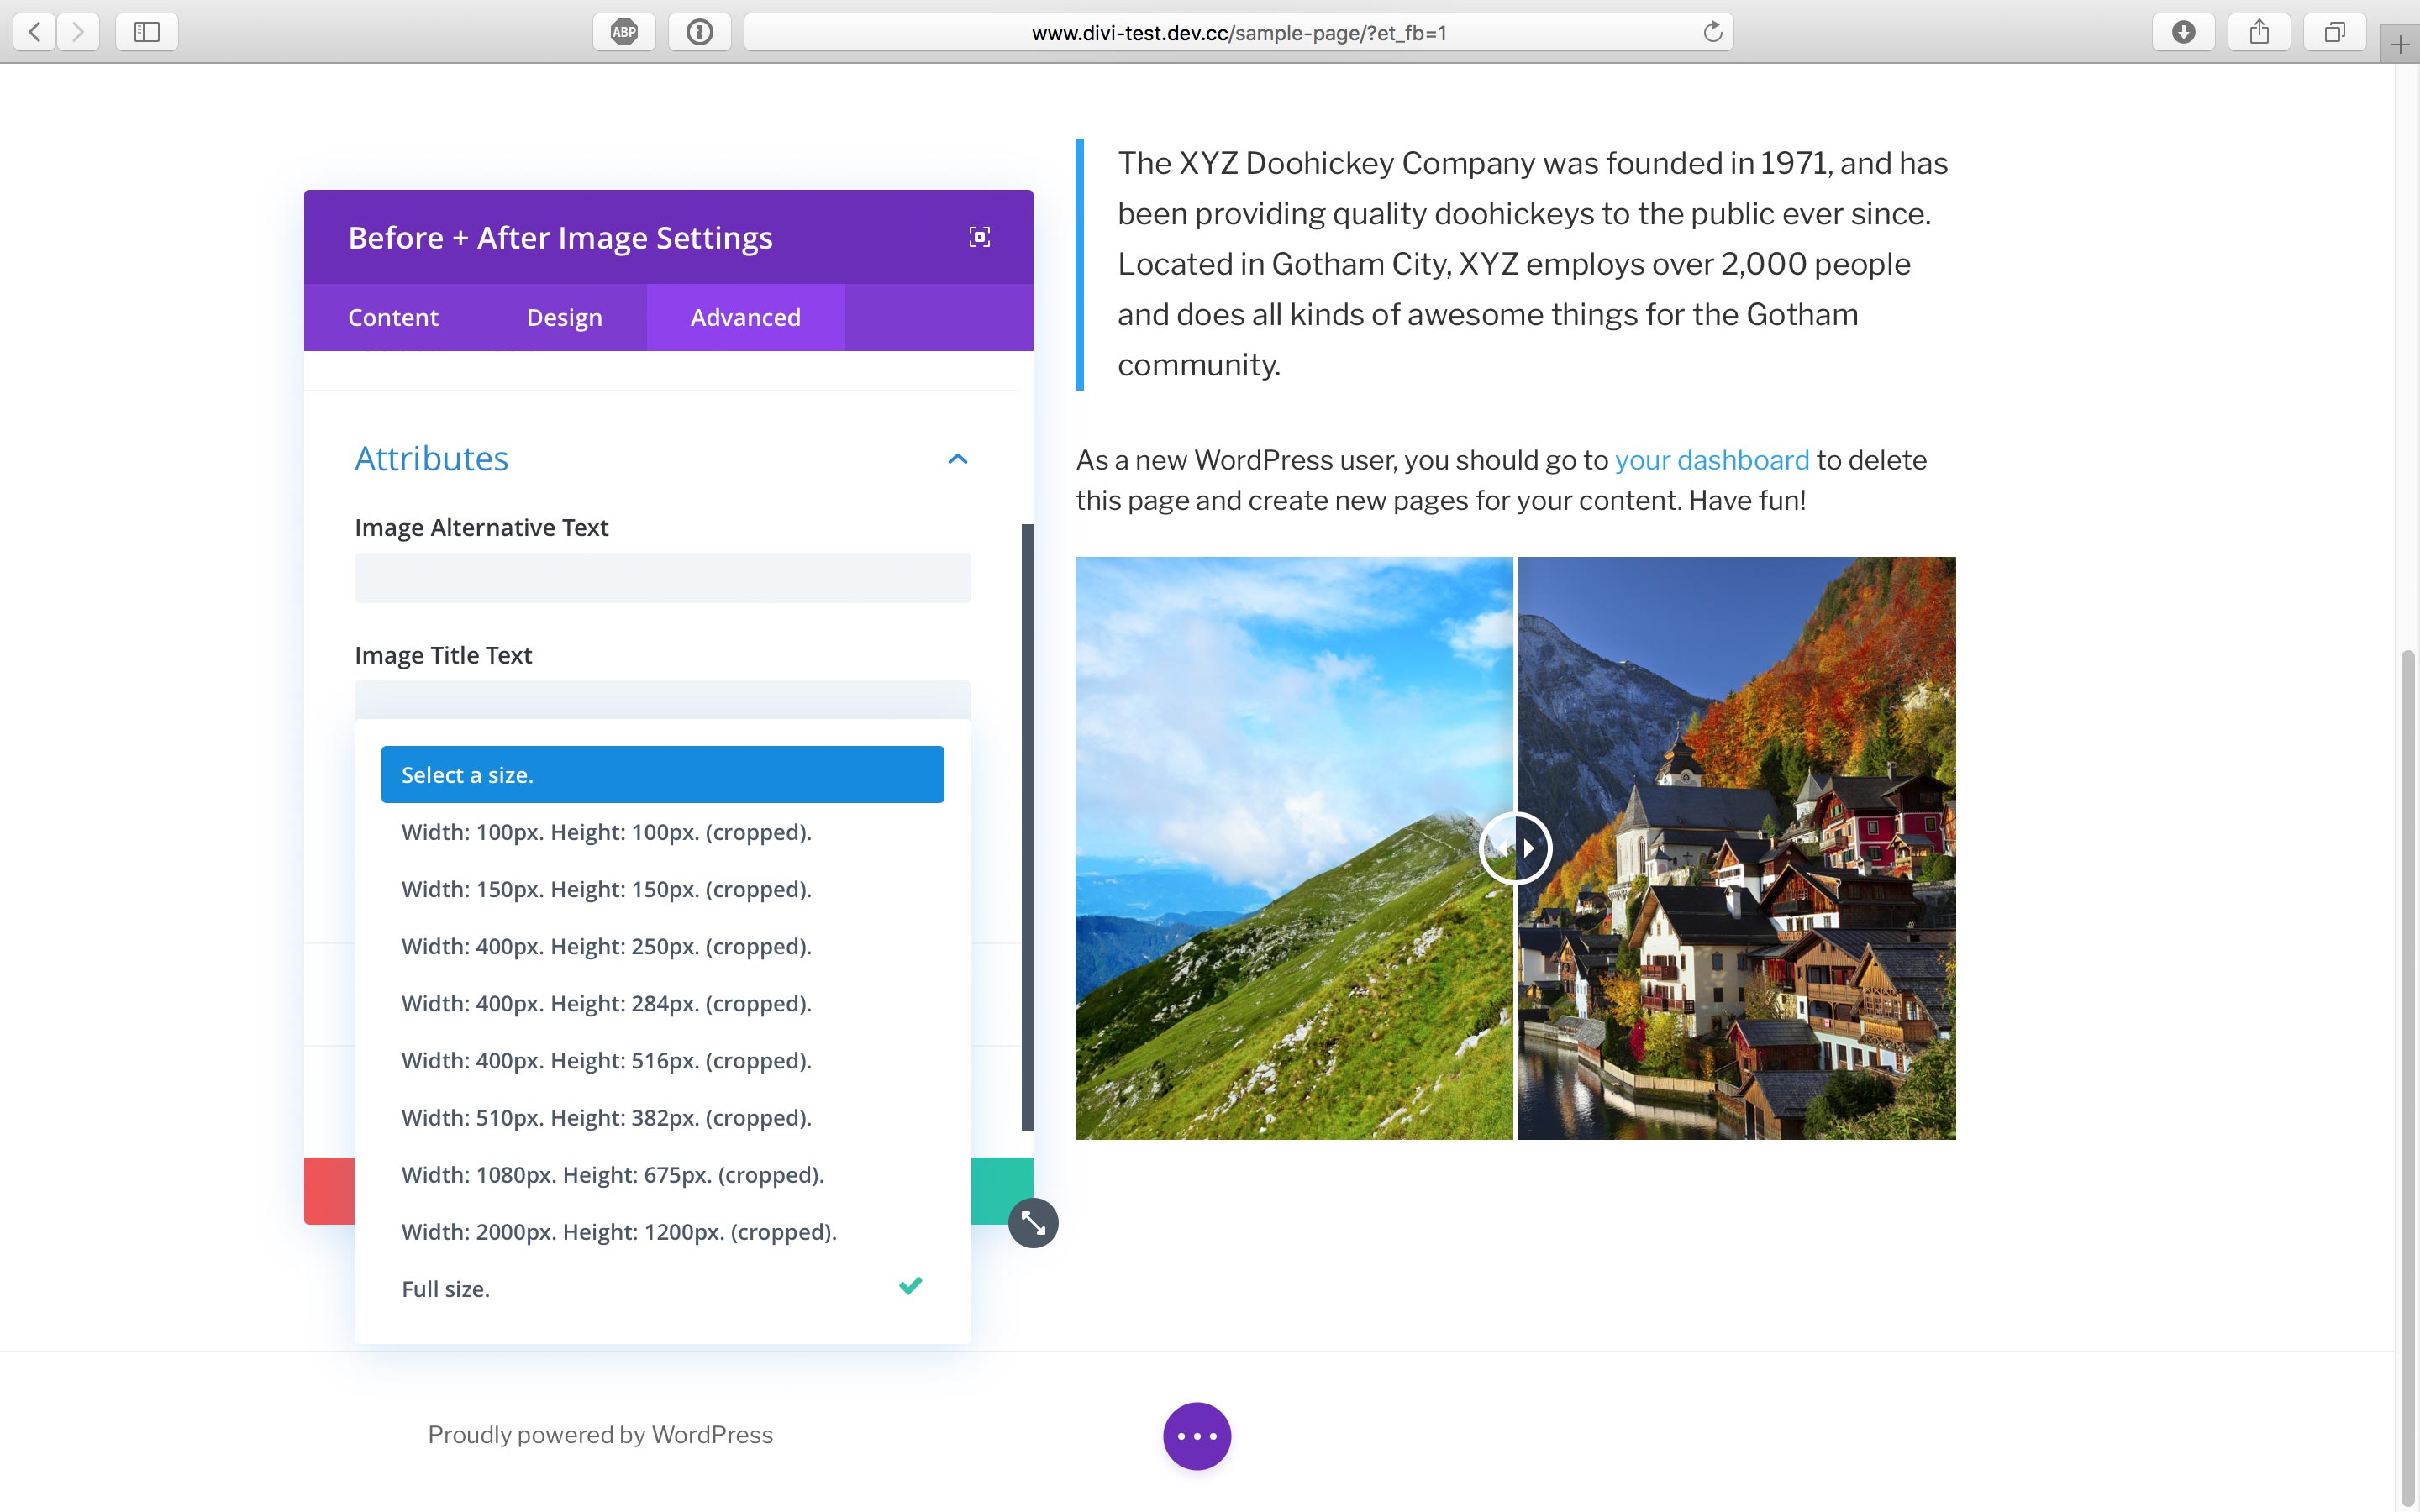 ABP
www.divi-test.dev.cc/sample-page/?et_fb=1
Before + After Image Settings
Content
Design
Advanced
Attributes
Image Alternative Text
Image Title Text
Select a size.
Width: 100px. Height: 100px. (cropped).
Width: 150px. Height: 150px. (cropped).
Width: 400px. Height: 250px. (cropped).
Width: 400px. Height: 284px. (cropped).
Width: 400px. Height: 516px. (cropped).
Width: 510px. Height: 382px. (cropped).
Width: 1080px. Height: 675px. (cropped).
Width: 2000px. Height: 1200px. (cropped).
Full size.
The XYZ Doohickey Company was founded in 1971, and has
been providing quality doohickeys to the public ever since.
Located in Gotham City, XYZ employs over 2,000 people
and does all kinds of awesome things for the Gotham
community.
As a new WordPress user, you should go to your dashboard to delete
this page and create new pages for your content. Have fun!
Proudly powered by WordPress